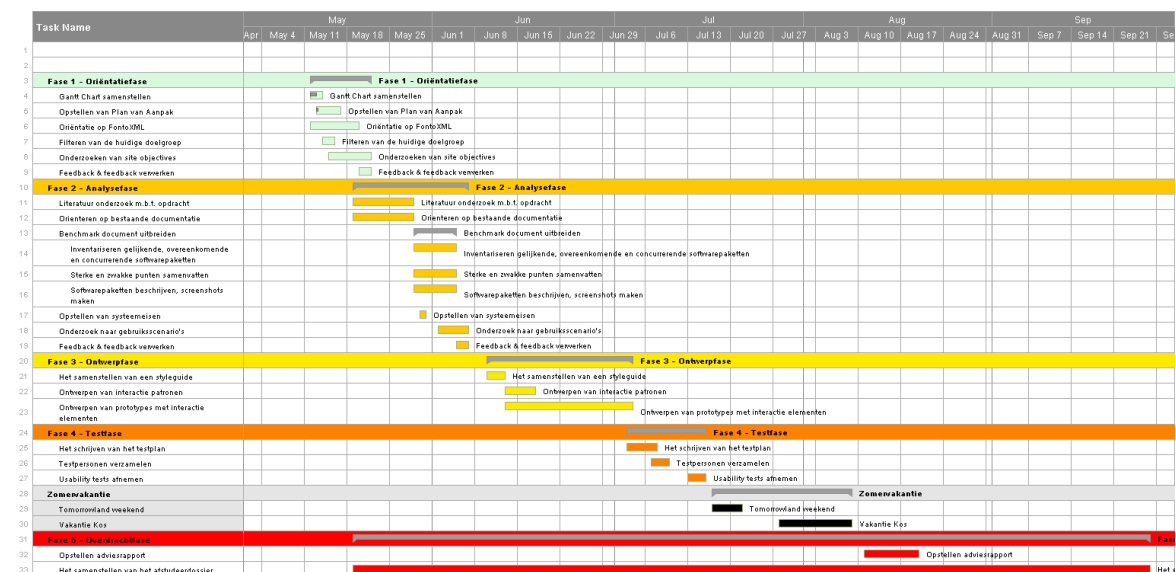 Task Name
May Jun Jul Aug Sep
Apr May 4 May 11 May 18 May 25 Jun 1 Jun 8 Jun 15 Jun 22 Jun 29 Jul 6 Jul 13 Jul 20 Jul 27 Aug 3 Aug 10 Aug 17 Aug 24 Aug 31 Sep 7 Sep 14 Sep 21 Se
1
2
3 Fase 1 - Oriëntatiefase Fase 1 - Oriëntatiefase
4 Gantt Chart samenstellen Gantt Chart samenstellen
5 Opstellen van Plan van Aanpak Opstellen van Plan van Aanpak
6 Oriëntatie op FontoXML Oriëntatie op FontoXML
7 Filteren van de huidige doelgroep Filteren van de huidige doelgroep
8 Onderzoeken van site objectives Onderzoeken van site objectives
9 Feedback & feedback verwerken Feedback & feedback verwerken
10 Fase 2 - Analysefase Fase 2 - Analysefase
11 Literatuur onderzoek m.b.t. opdracht Literatuur onderzoek m.b.t. opdracht
12 Orienteren op bestaande documentatie Orienteren op bestaande documentatie
13 Benchmark document uitbreiden Benchmark document uitbreiden
14 Inventariseren gelijkende, overeenkomende
en concurrerende softwarepaketten Inventariseren gelijkende, overeenkomende en concurrerende softwarepaketten
15 Sterke en zwakke punten samenvatten Sterke en zwakke punten samenvatten
16 Softwarepaketten beschrijven, screenshots
maken Softwarepaketten beschrijven, screenshots maken
17 Opstellen van systeemeisen Opstellen van systeemeisen
18 Onderzoek naar gebruiksscenario's Onderzoek naar gebruiksscenario's
19 Feedback & feedback verwerken Feedback & feedback verwerken
20 Fase 3 - Ontwerpfase Fase 3 - Ontwerpfase
21 Het samenstellen van een styleguide Het samenstellen van een styleguide
22 Ontwerpen van interactie patronen Ontwerpen van interactie patronen
23 Ontwerpen van prototypes met interactie
elementen Ontwerpen van prototypes met interactie elementen
24 Fase 4 - Testfase Fase 4 - Testfase
25 Het schrijven van het testplan Het schrijven van het testplan
26 Testpersonen verzamelen Testpersonen verzamelen
27 Usability tests afnemen Usability tests afnemen
28 Zomervakantie Zomervakantie
29 Tomorrowland weekend Tomorrowland weekend
30 Vakantie Kos Vakantie Kos
31 Fase 5 - Overdrachtfase Fase
32 Opstellen adviesrapport Opstellen adviesrapport
33 Het samenstellen van het afstudeerdossier Het s